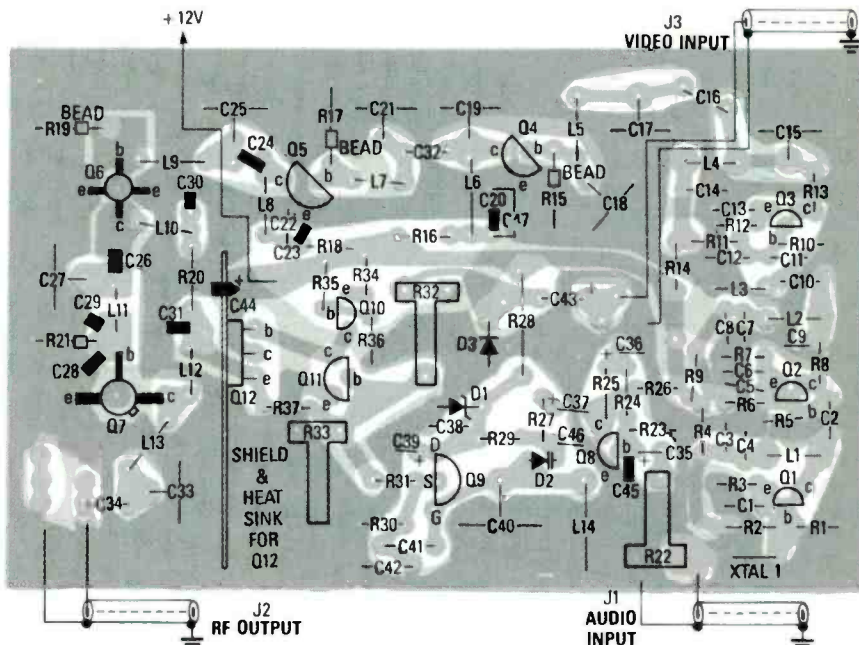 J3
+ 12V
VIDEO INPUT
C25
R17
C21
C19
C16
BEAD
R19
C24
Q5
BEAD
C32
Q4
L5
C17
C15
Q6
b
L9
c
b
c
b
BEAD
L4
e
e
C30
L8
L7
L6
R15
C14
R13
c
e
C20
C47
e
C18
C13
Q3
e
c
L10
C22
R12
b
C23
R18
R16
R11
R10
C26
R14
C12
C11
C27
R20
R35
e
R34
R32
C43
L3
C10
L11
C44
b
Q10
R28
C29
C31
b
c
R36
D3
C36
C8
C7
L2
C9
R21
c
c
R7
R8
C28
b
L12
e
Q11
b
R25
R9
C6
Q2
e
c
Q12
D1
C37
R26
C5
e
c
R37
e
R27
R24
R6
b
Q7
R33
C38
C46
c
R23
R4
R5
C2
L13
SHIELD
&
HEAT
SINK
FOR
Q12
C39
D
R29
Q8
b
C35
C3
C4
L1
D2
e
C45
Q1
C34
C33
R31
S
Q9
R3
e
c
G
C1
b
R30
C40
L14
R2
R1
C41
R22
C42
XTAL 1
J2
RF OUTPUT
J1
AUDIO
INPUT